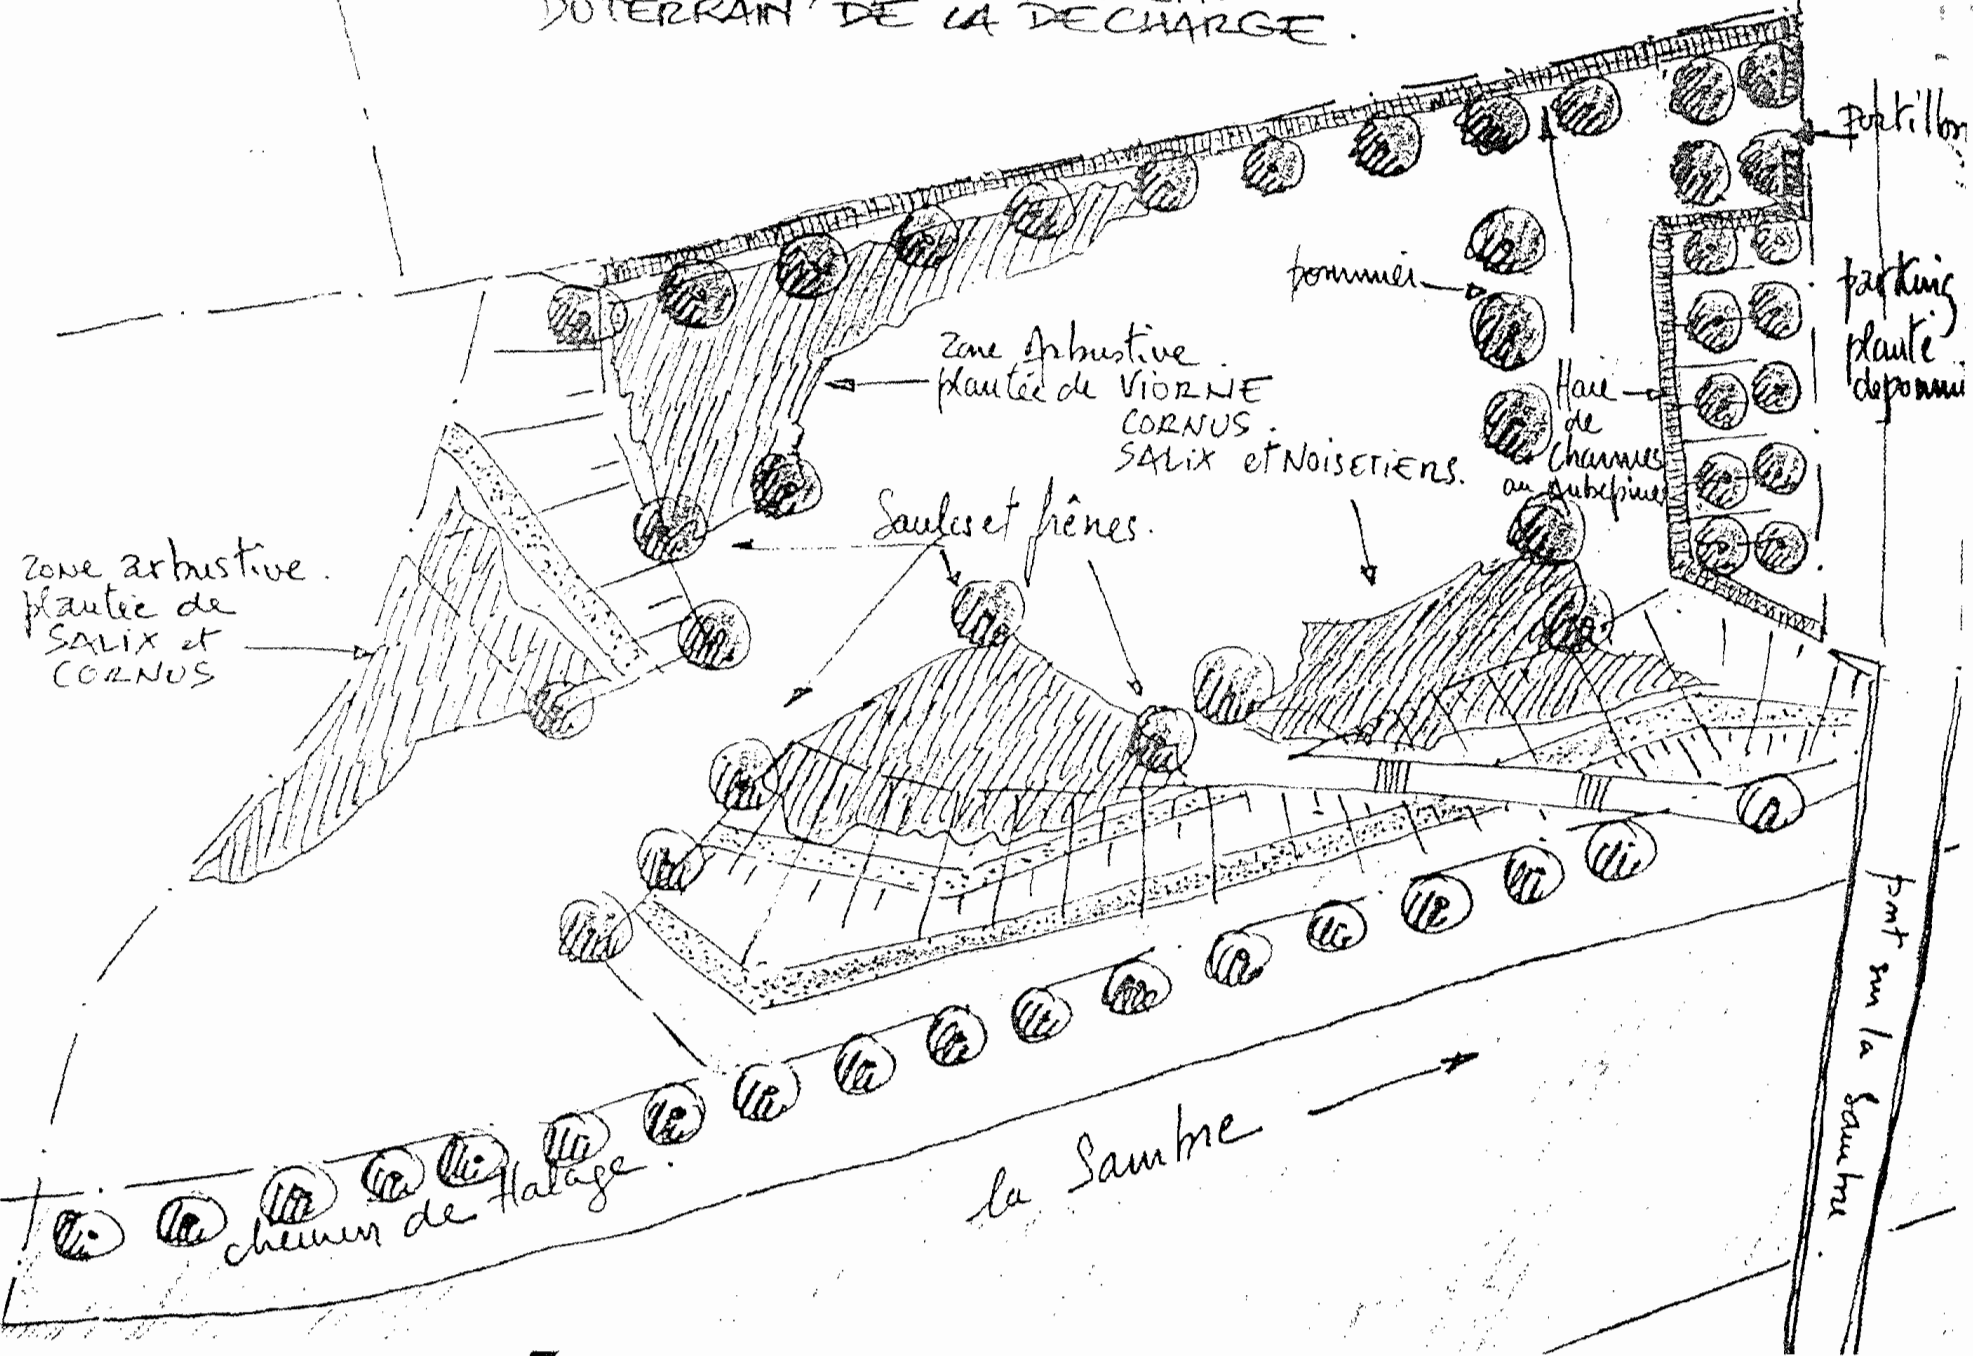 DU TERRAIN DE LA DECHARGE.
portillon
parking
planté
pommier
zone Arbustive
plantée de VIORNE
CORNUS.
SALIX et NOISETIERS.
Haie
de
Charmes
ou Aubépines
Saules et frênes.
zone arbustive.
plantée de
SALIX et
CORNUS
pont sur la Sambre.
la Sambre
chemin de Halage.